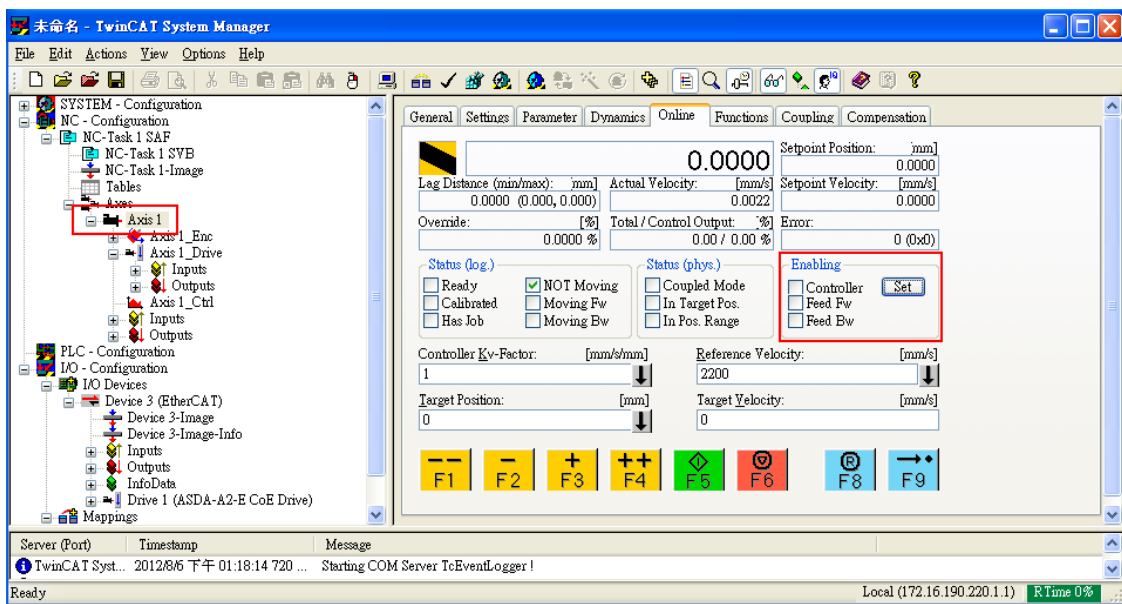 未命名 - TwinCAT System Manager
File Edit Actions View Options Help
SYSTEM - Configuration
NC - Configuration
NC-Task 1 SAF
NC-Task 1 SVB
NC-Task 1-Image
Tables
Axes
Axis 1
Axis 1_Enc
Axis 1_Drive
Inputs
Outputs
Axis 1_Ctrl
Inputs
Outputs
PLC - Configuration
I/O - Configuration
I/O Devices
Device 3 (EtherCAT)
Device 3-Image
Device 3-Image-Info
Inputs
Outputs
InfoData
Drive 1 (ASDA-A2-E CoE Drive)
Mappings
General Settings Parameter Dynamics Online Functions Coupling Compensation
0.0000
Setpoint Position: mm]
0.0000
Lag Distance (min/max): mm] Actual Velocity: [mm/s] Setpoint Velocity: [mm/s]
0.0000 (0.000, 0.000) 0.0022 0.0000
Override: [%] Total / Control Output: %] Error:
0.0000 % 0.00 / 0.00 % 0 (0x0)
Status (log.) Status (phys.) Enabling
Ready NOT Moving Coupled Mode Controller Set
Calibrated Moving Fw In Target Pos. Feed Fw
Has Job Moving Bw In Pos. Range Feed Bw
Controller Kv-Factor: [mm/s/mm] Reference Velocity: [mm/s]
1 2200
Target Position: [mm] Target Velocity: [mm/s]
0 0
-- - + ++ R
F1 F2 F3 F4 F5 F6 F8 F9
Server (Port) Timestamp Message
TwinCAT Syst... 2012/8/6 下午 01:18:14 720 ... Starting COM Server TcEventLogger !
Ready Local (172.16.190.220.1.1) RTime 0%